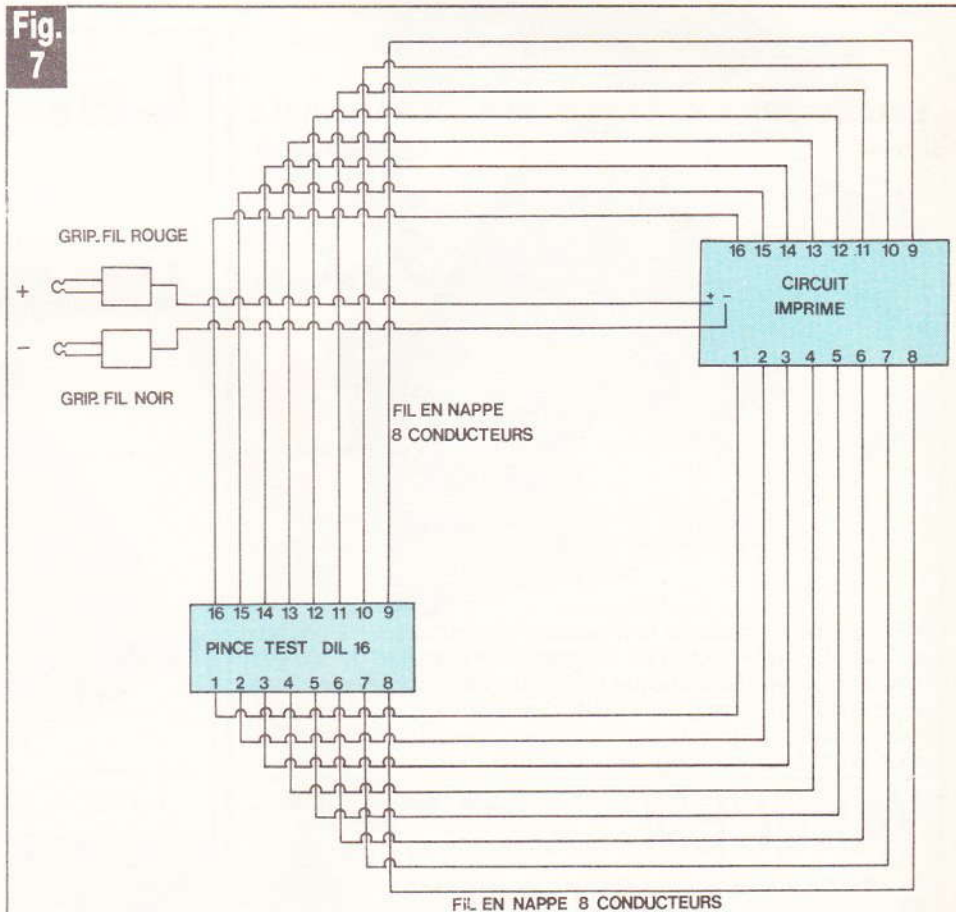 Fig.
7
GRIP-FIL ROUGE
+
−
GRIP. FIL NOIR
16 15 14 13 12 11 10 9
+ −
CIRCUIT
IMPRIME
1 2 3 4 5 6 7 8
FIL EN NAPPE
8 CONDUCTEURS
16 15 14 13 12 11 10 9
PINCE TEST DIL 16
1 2 3 4 5 6 7 8
FIL EN NAPPE 8 CONDUCTEURS